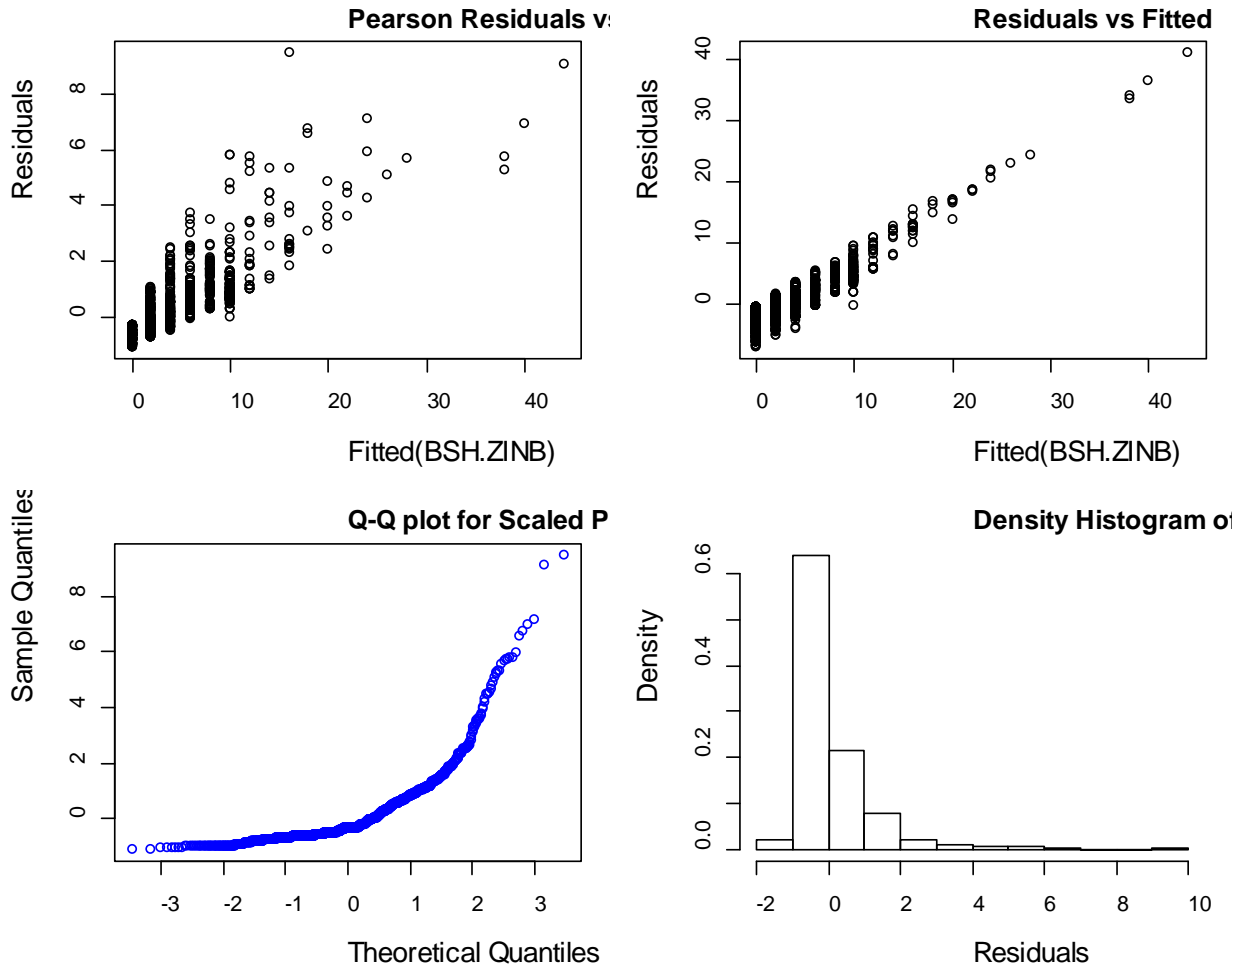 Pearson Residuals vs
Residuals
8
6
4
2
0
0 10 20 30 40
Fitted(BSH.ZINB)
Residuals vs Fitted
Residuals
40
30
20
10
0
0 10 20 30 40
Fitted(BSH.ZINB)
Q-Q plot for Scaled P
Sample Quantiles
8
6
4
2
0
-3 -2 -1 0 1 2 3
Theoretical Quantiles
Density Histogram of
Density
0.6
0.4
0.2
0.0
-2 0 2 4 6 8 10
Residuals